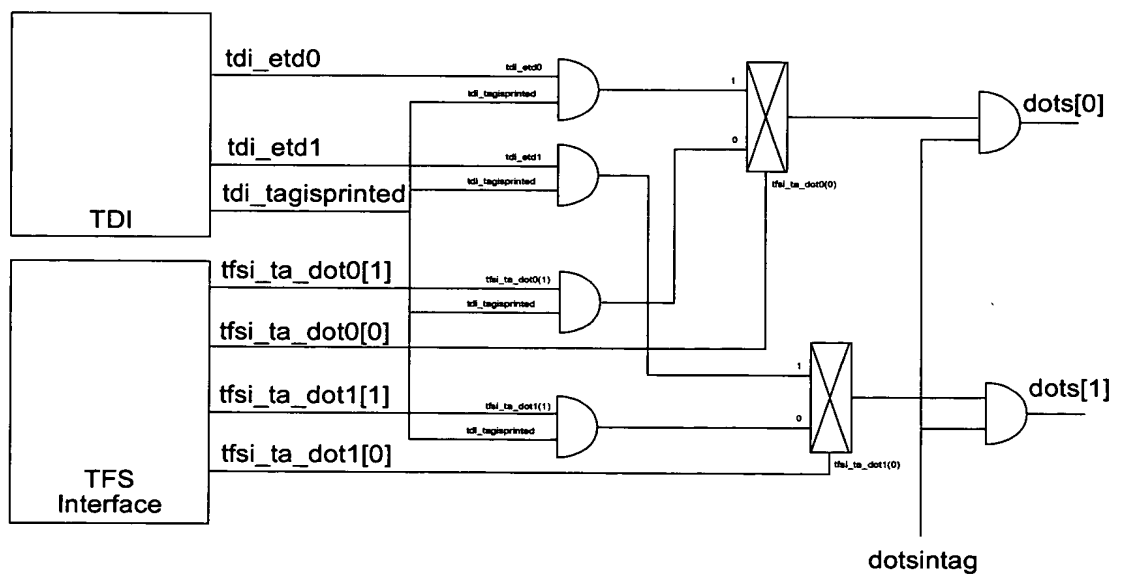 tdi_etd0
tdi_etd0
tdi_tagisprinted
1
dots[0]
tdi_etd1
tdi_etd1
0
tdi_tagisprinted
tfsi_ta_dot0(0)
tdi_tagisprinted
TDI
tfsi_ta_dot0[1]
tfsi_ta_dot0(1)
tdi_tagisprinted
tfsi_ta_dot0[0]
1
tfsi_ta_dot1[1]
tfsi_ta_dot1(1)
dots[1]
0
tdi_tagisprinted
tfsi_ta_dot1[0]
tfsi_ta_dot1(0)
TFS
Interface
dotsintag